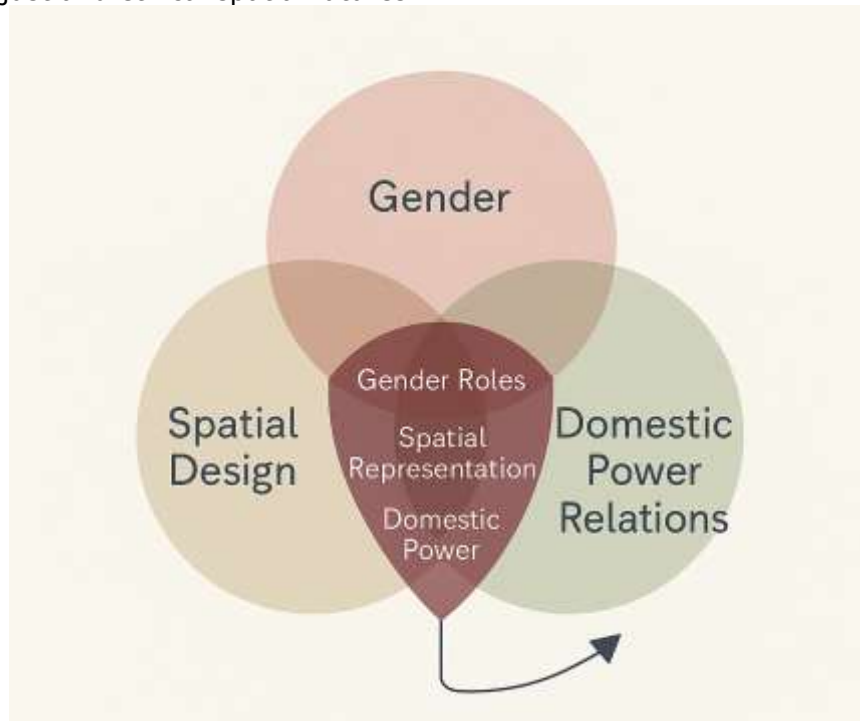 Gender
Spatial
Design
Gender Roles
Spatial
Representation
Domestic
Power
Domestic
Power
Relations